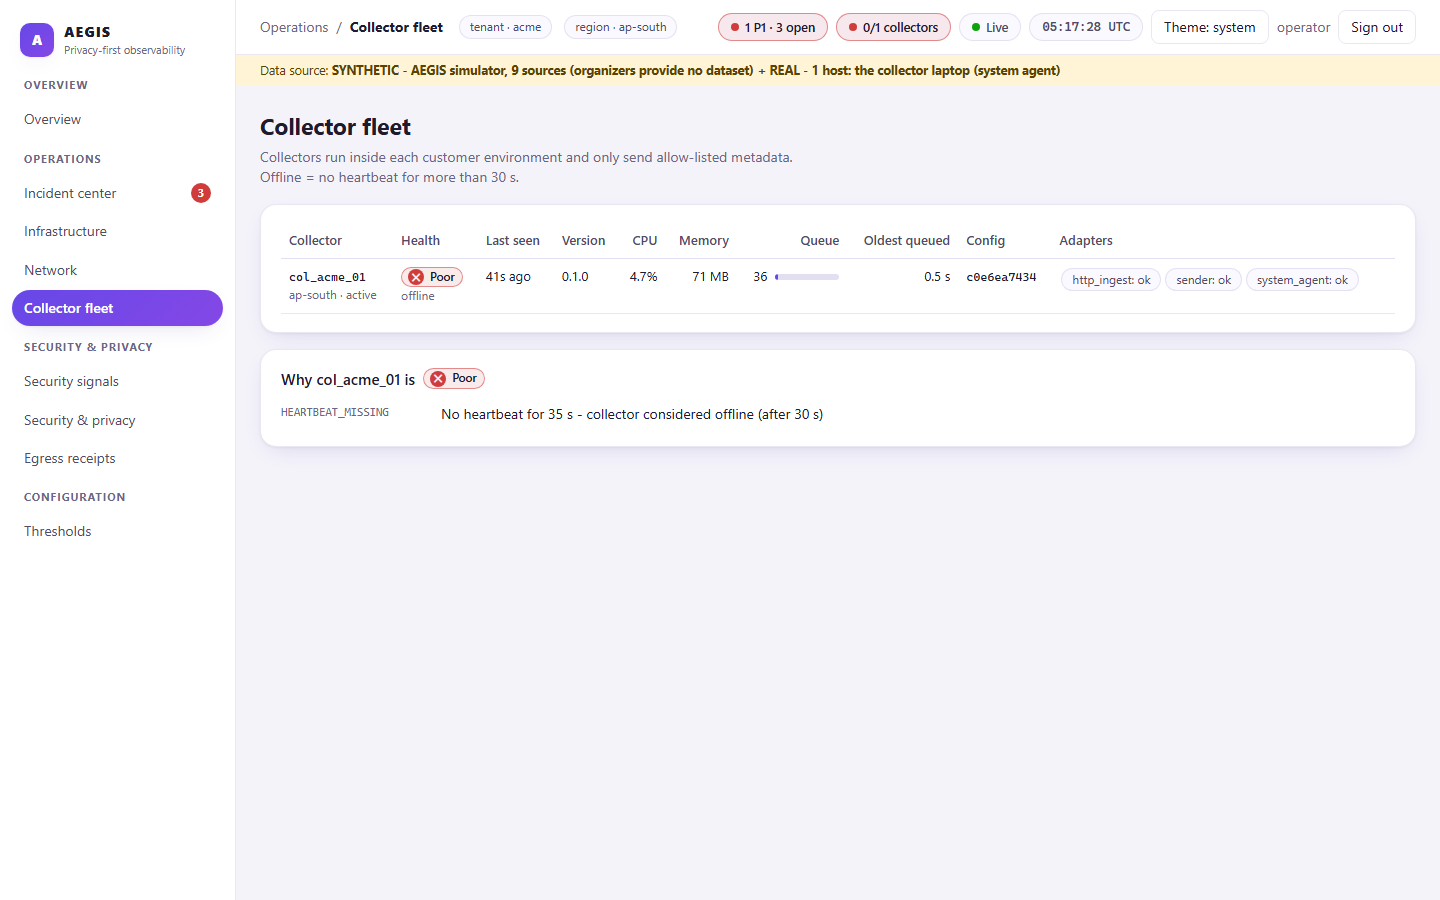 A
AEGIS
Privacy-first observability
OVERVIEW
Overview
OPERATIONS
Incident center 3
Infrastructure
Network
Collector fleet
SECURITY & PRIVACY
Security signals
Security & privacy
Egress receipts
CONFIGURATION
Thresholds
Operations / Collector fleet tenant · acme region · ap-south 1 P1 · 3 open 0/1 collectors Live 05:17:28 UTC Theme: system operator Sign out
Data source: SYNTHETIC - AEGIS simulator, 9 sources (organizers provide no dataset) + REAL - 1 host: the collector laptop (system agent)
Collector fleet
Collectors run inside each customer environment and only send allow-listed metadata.
Offline = no heartbeat for more than 30 s.
Collector Health Last seen Version CPU Memory Queue Oldest queued Config Adapters
col_acme_01 Poor 41s ago 0.1.0 4.7% 71 MB 36 0.5 s c0e6ea7434 http_ingest: ok sender: ok system_agent: ok
ap-south · active offline
Why col_acme_01 is Poor
HEARTBEAT_MISSING No heartbeat for 35 s - collector considered offline (after 30 s)